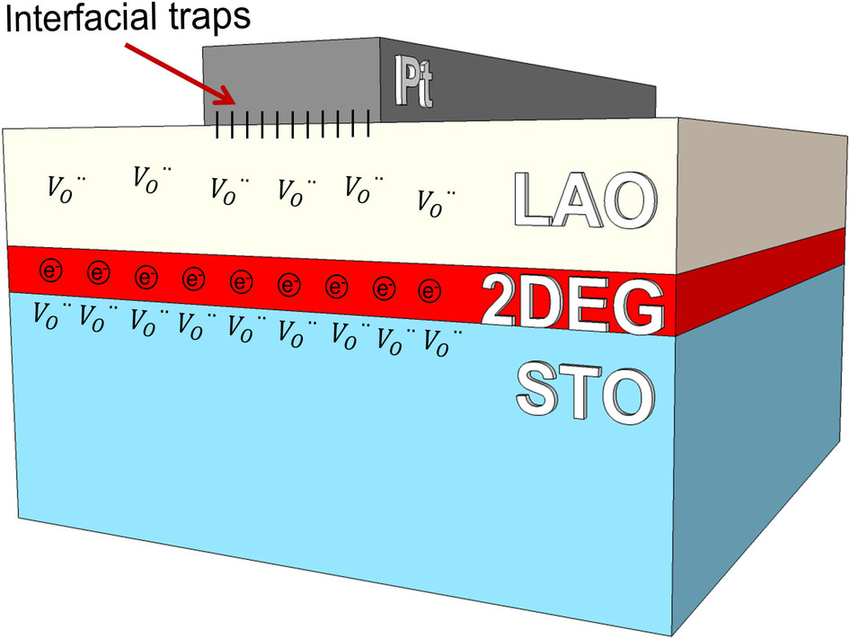 Interfacial traps
Pt
V_O¨ V_O¨ V_O¨ V_O¨ V_O¨ V_O¨
LAO
e⁻ e⁻ e⁻ e⁻ e⁻ e⁻ e⁻ e⁻ e⁻
2DEG
V_O¨ V_O¨ V_O¨ V_O¨ V_O¨ V_O¨ V_O¨ V_O¨ V_O¨
STO